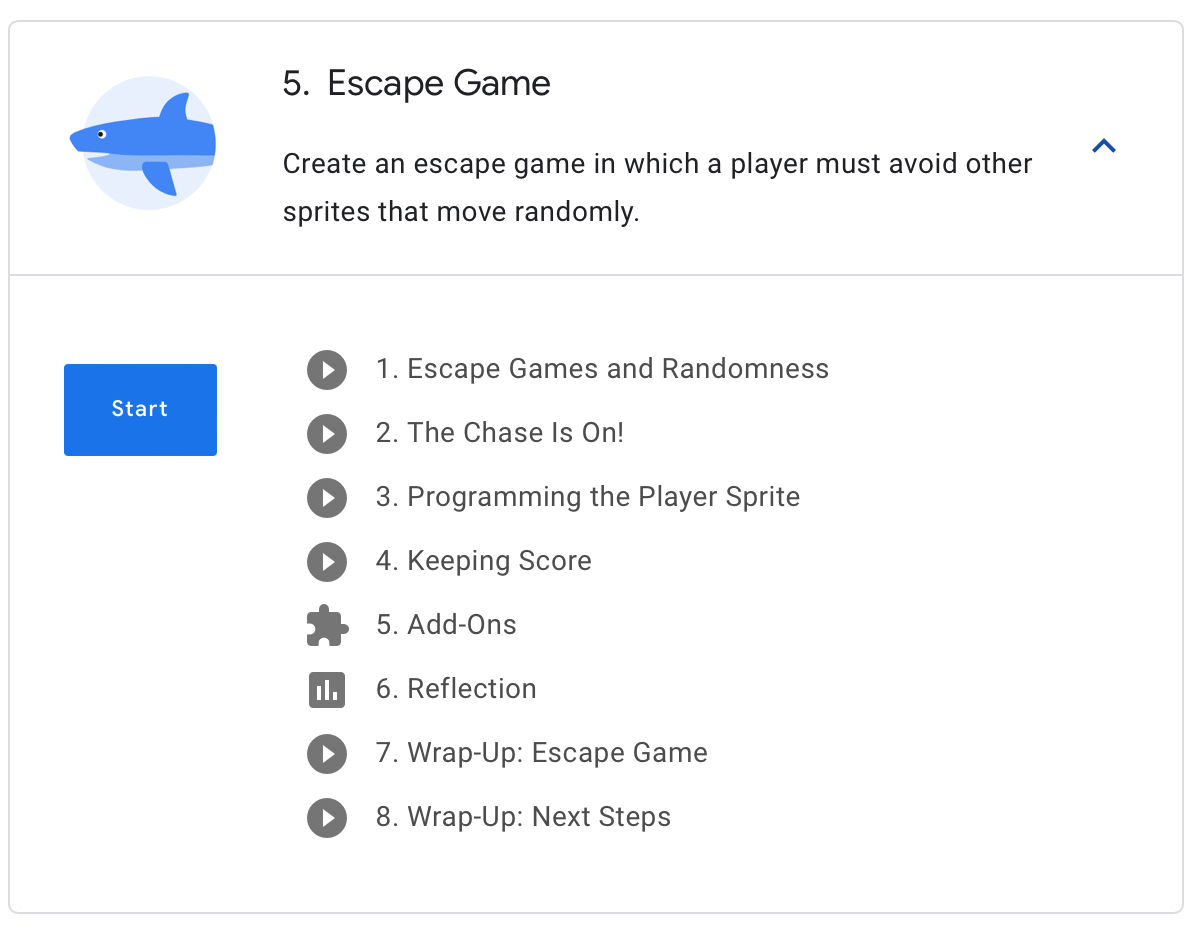 5. Escape Game
Create an escape game in which a player must avoid other
sprites that move randomly.
Start
1. Escape Games and Randomness
2. The Chase Is On!
3. Programming the Player Sprite
4. Keeping Score
5. Add-Ons
6. Reflection
7. Wrap-Up: Escape Game
8. Wrap-Up: Next Steps